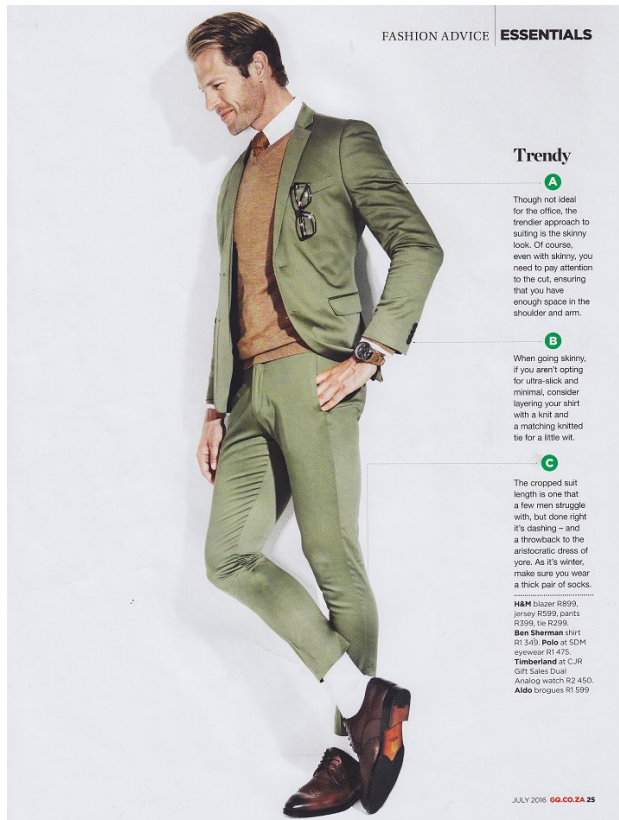 FASHION ADVICE ESSENTIALS
Trendy
A
Though not ideal
for the office, the
trendier approach to
suiting is the skinny
look. Of course,
even with skinny, you
need to pay attention
to the cut, ensuring
that you have
enough space in the
shoulder and arm.
B
When going skinny,
if you aren't opting
for ultra-slick and
minimal, consider
layering your shirt
with a knit and
a matching knitted
tie for a little wit.
C
The cropped suit
length is one that
a few men struggle
with, but done right
it's dashing – and
a throwback to the
aristocratic dress of
yore. As it's winter,
make sure you wear
a thick pair of socks.
H&M blazer R899,
jersey R599, pants
R399, tie R299.
Ben Sherman shirt
R1 349. Polo at SDM
eyewear R1 475.
Timberland at CJR
Gift Sales Dual
Analog watch R2 450.
Aldo brogues R1 599
JULY 2016 GQ.CO.ZA 25